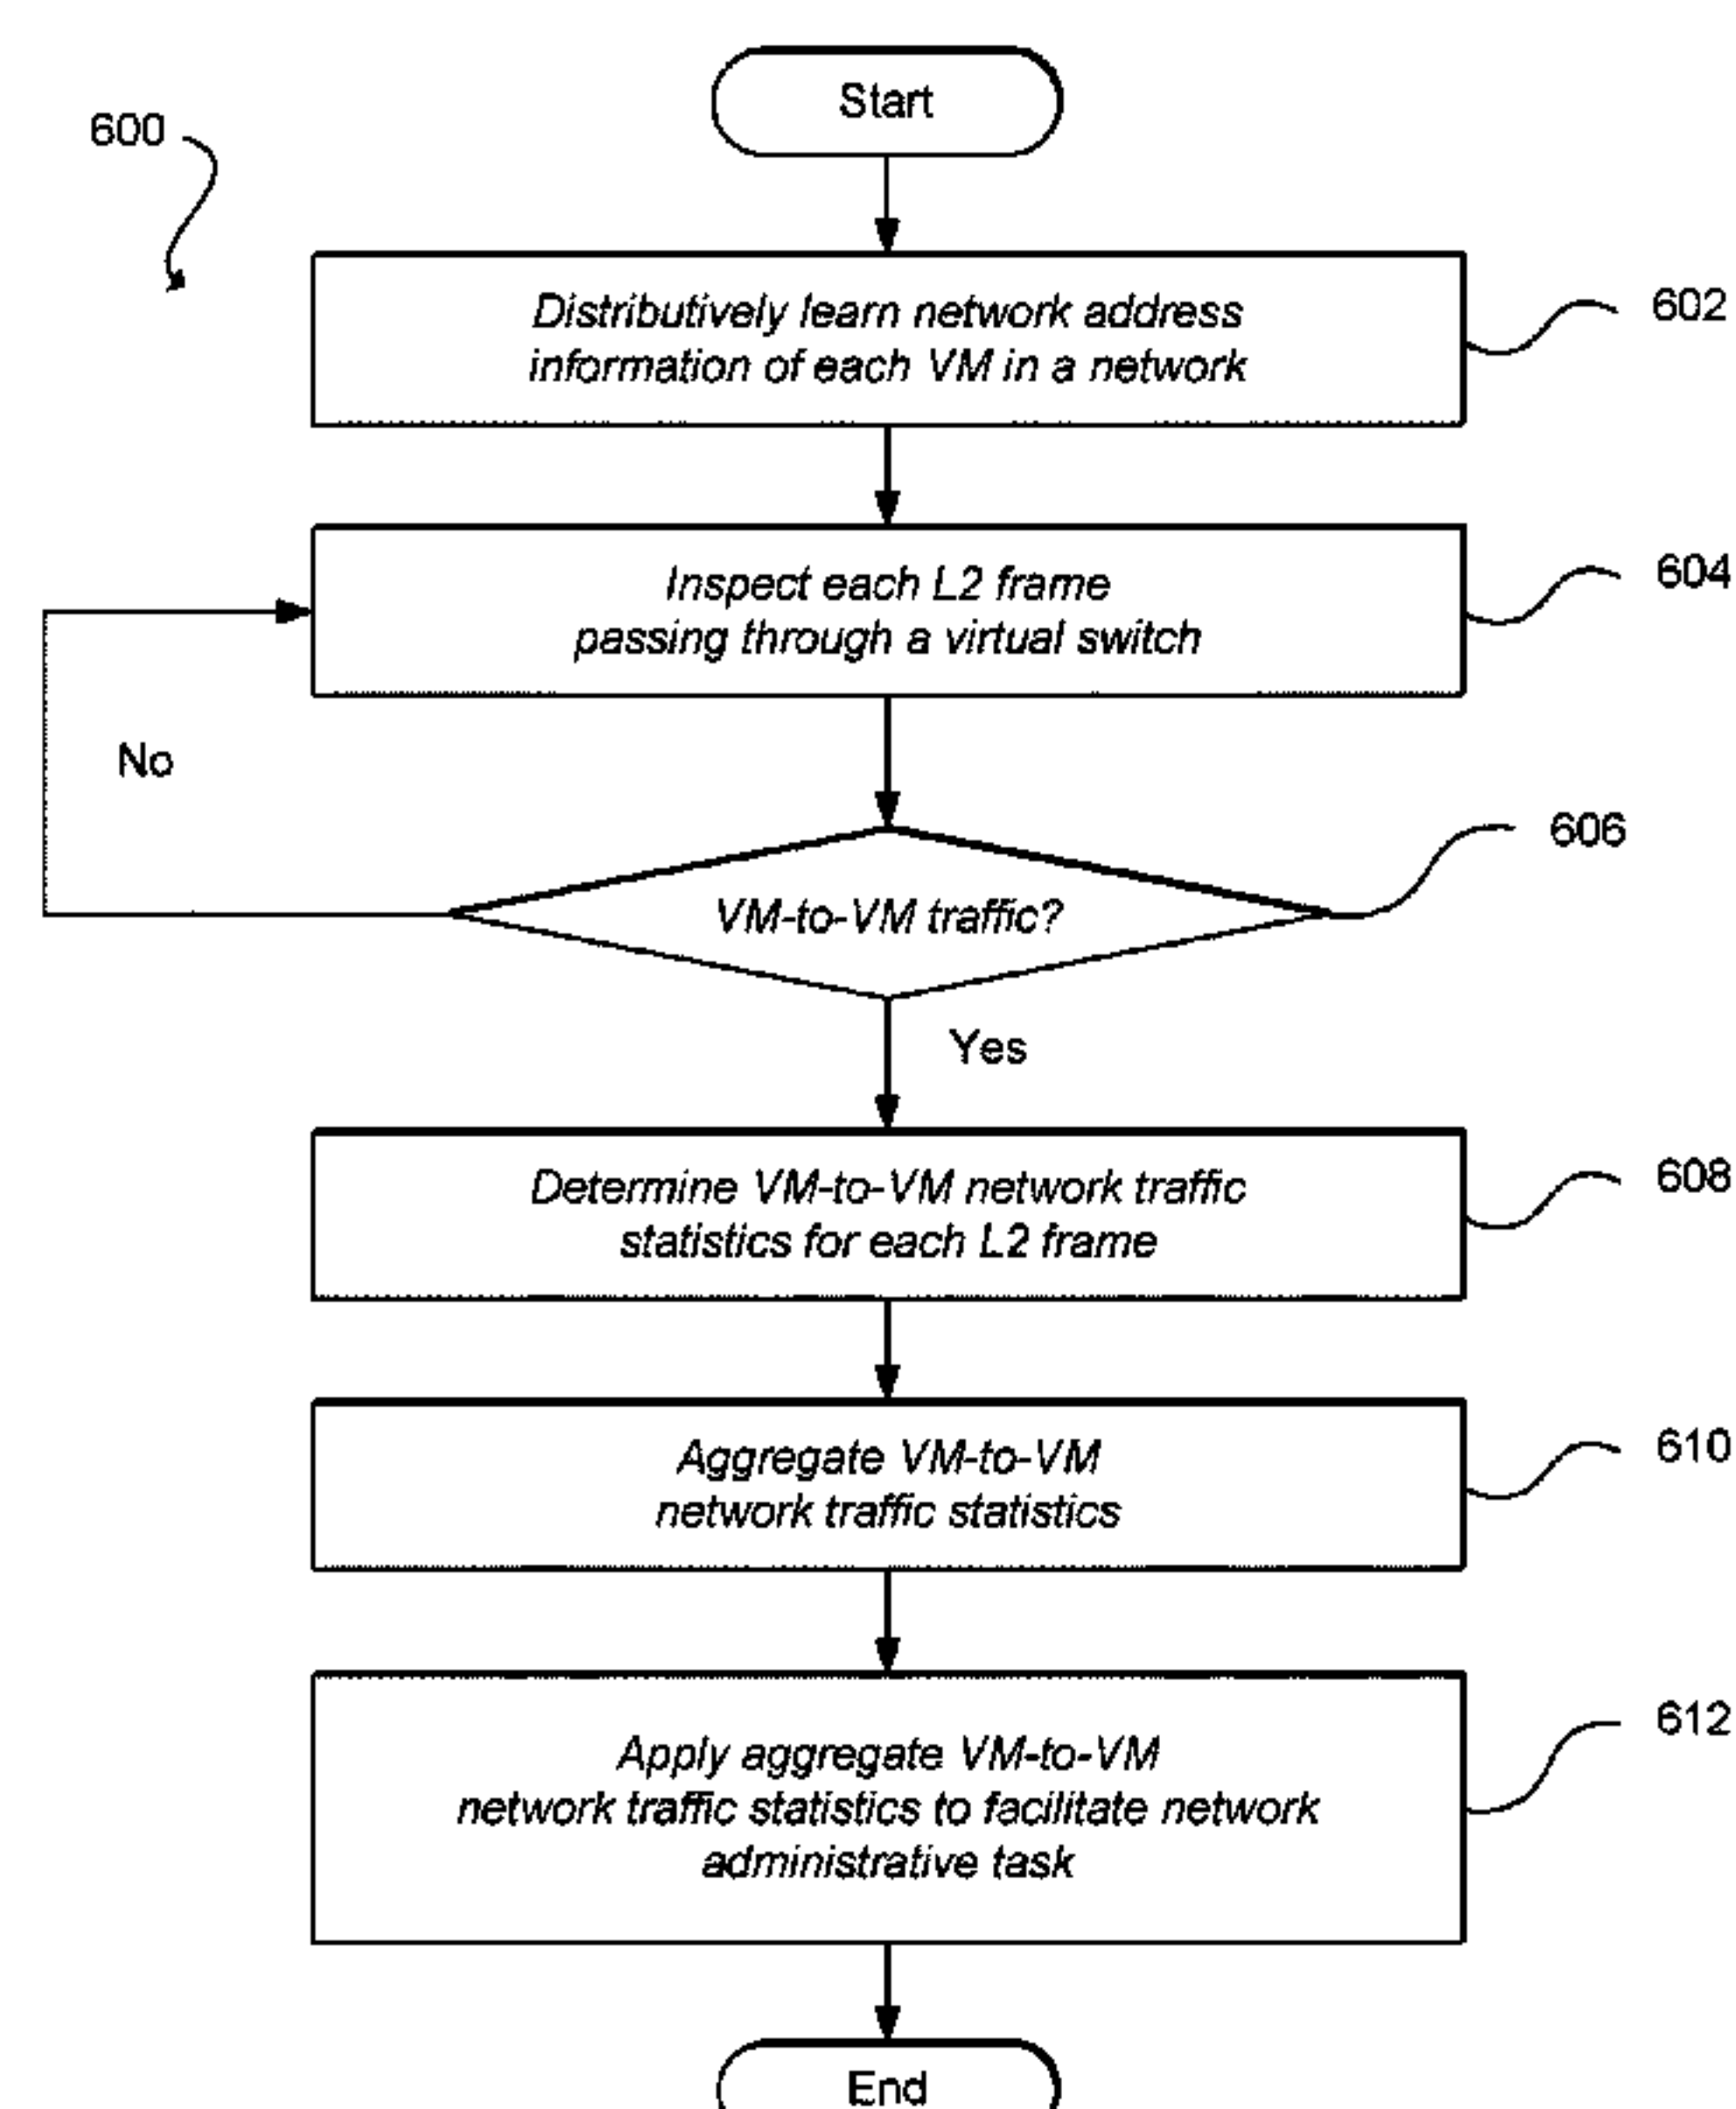 Start
600
Distributively learn network address
information of each VM in a network
602
Inspect each L2 frame
passing through a virtual switch
604
No
VM-to-VM traffic?
606
Yes
Determine VM-to-VM network traffic
statistics for each L2 frame
608
Aggregate VM-to-VM
network traffic statistics
610
Apply aggregate VM-to-VM
network traffic statistics to facilitate network
administrative task
612
End